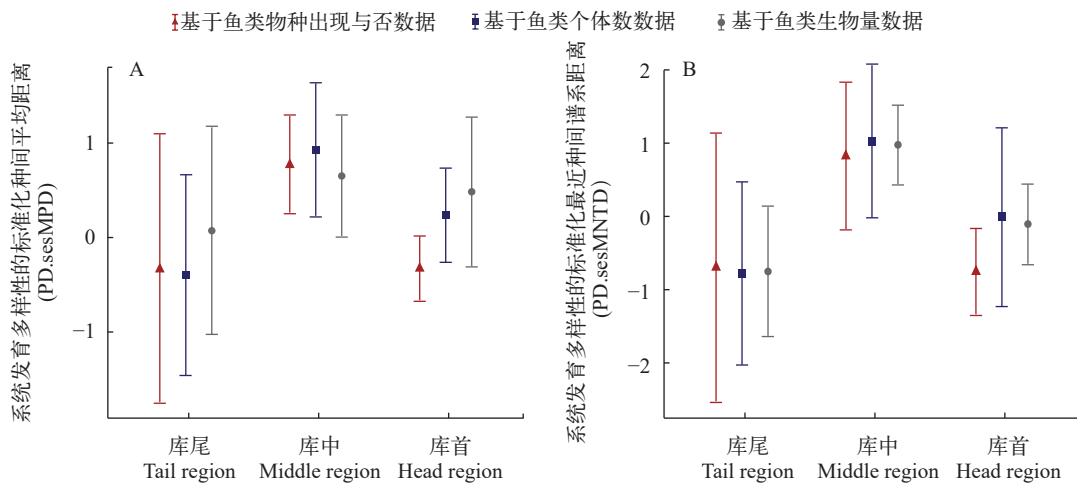 基于鱼类物种出现与否数据
基于鱼类个体数数据
基于鱼类生物量数据
A
系统发育多样性的标准化种间平均距离
(PD.sesMPD)
1
0
−1
库尾
库中
库首
Tail region
Middle region
Head region
B
系统发育多样性的标准化最近种间谱系距离
(PD.sesMNTD)
2
1
0
−1
−2
库尾
库中
库首
Tail region
Middle region
Head region